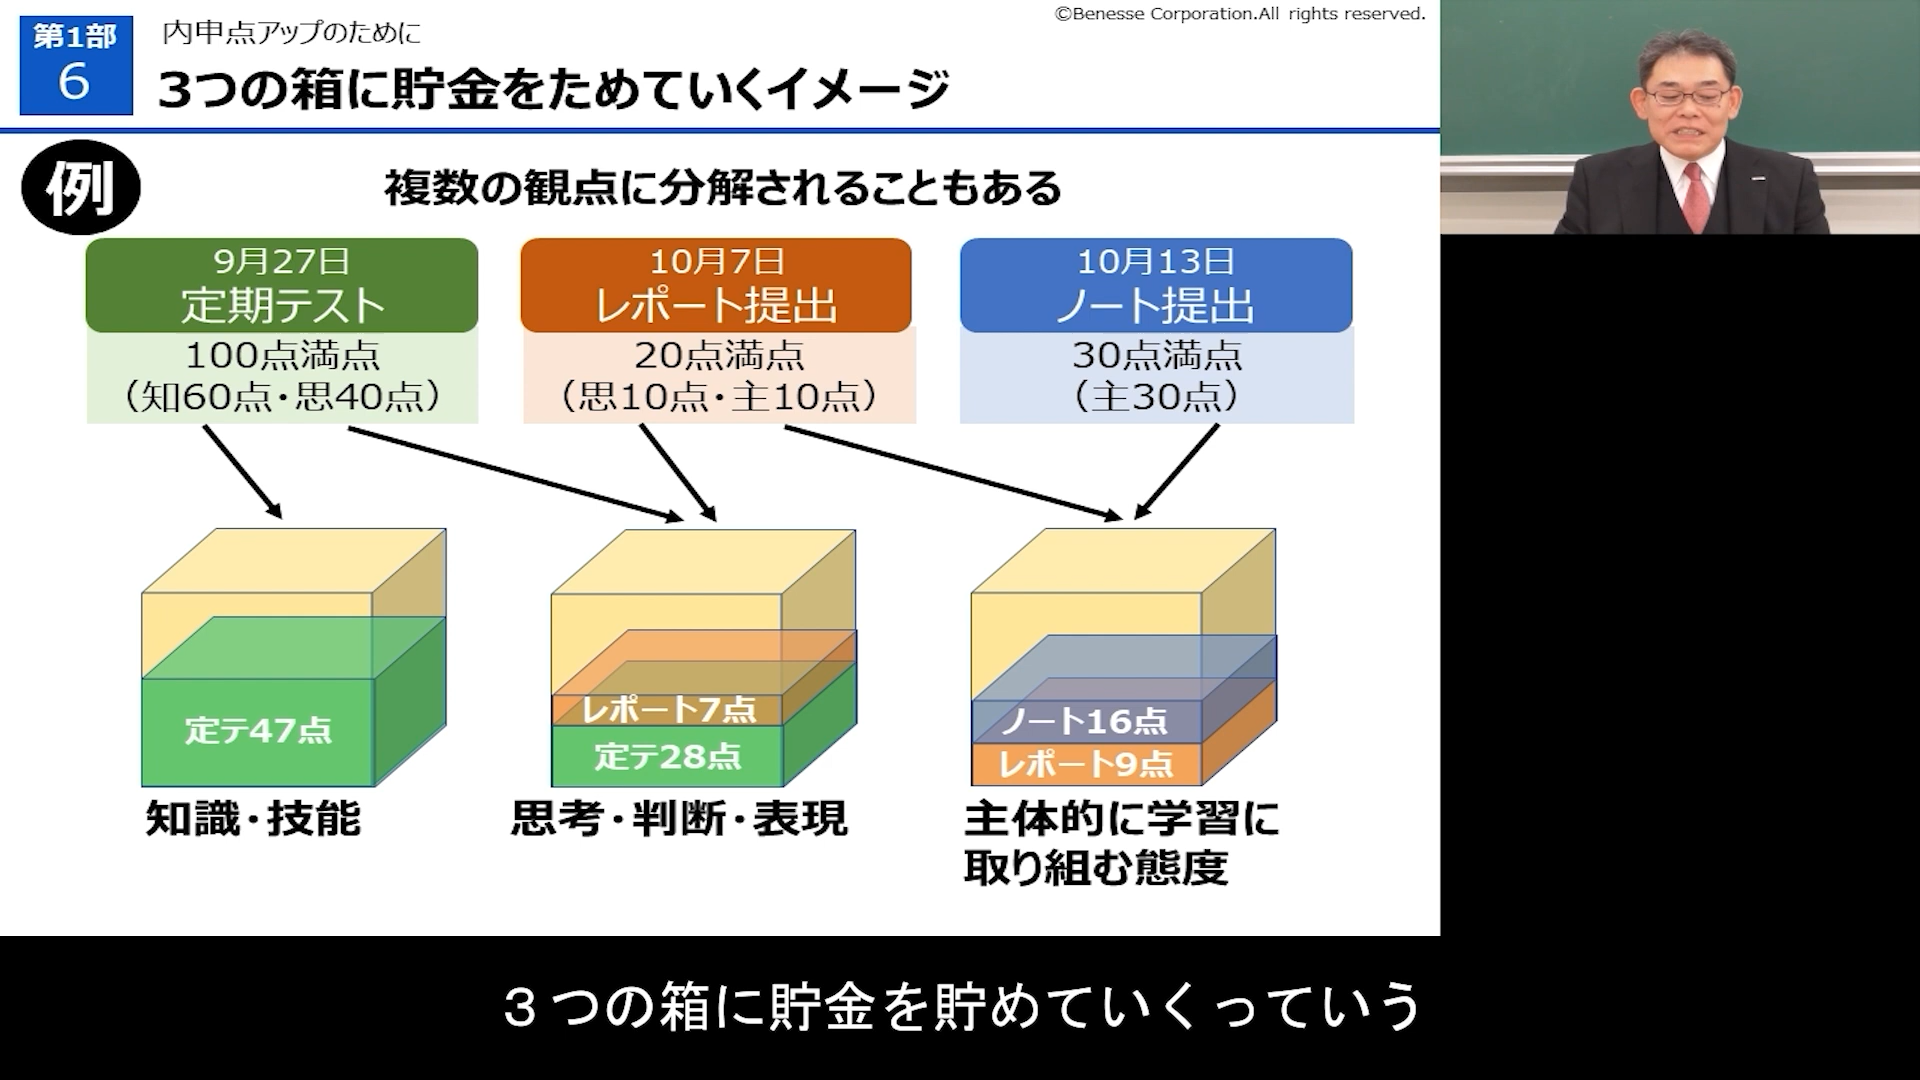 ©Benesse Corporation.All rights reserved.
第1部
6
内申点アップのために
3つの箱に貯金をためていくイメージ
例
複数の観点に分解されることもある
9月27日
定期テスト
100点満点
（知60点・思40点）
10月7日
レポート提出
20点満点
（思10点・主10点）
10月13日
ノート提出
30点満点
（主30点）
定テ47点
知識・技能
レポート7点
定テ28点
思考・判断・表現
ノート16点
レポート9点
主体的に学習に
取り組む態度
３つの箱に貯金を貯めていくっていう